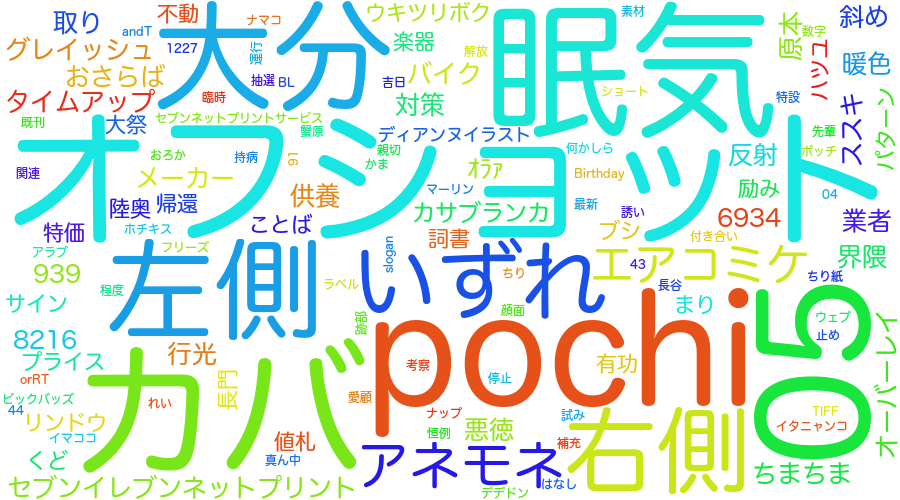 取り
andT
不動
ナマコ
ウキツリボク
素材
斜め
グレイッシュ
1227
運行
大分
楽器
解放
眠気
原本
数字
ハッシュ
暖色
おさらば
抽選
BL
吉日
バイク
ショート
タイムアップ
臨時
対策
特設
ススキ
パターン
既刊
大祭
セブンネットプリントサービス
蟹原
ディアンヌイラスト
先輩
オフショット
おろか
持病
91
親切
かま
オラァ
何かしら
反射
ボッチ
関連
メーカー
供養
マーリン
Birthday
励み
04
陸奥
帰還
カサブランカ
最新
誘い
6934
業者
特価
ホチキス
ことば
詞書
ブシ
付き合い
アラブ
フリーズ
左側
いずれ
slogan
エアコミケ
43
界隈
939
程度
ラベル
ちり
長谷
ちり紙
サイン
跡部
顔面
まり
05
ウェブ
止め
8216
プライス
行光
pochi
オーバーレイ
orRT
カバ
考察
有功
ビックバッズ
長門
停止
44
れい
愛顧
TIFF
リンドウ
ナップ
試み
右側
イタニャンコ
イマココ
値札
恒例
悪徳
補充
くど
真ん中
アネモネ
ちまちま
セブンイレブンネットプリント
デデドン
はなし